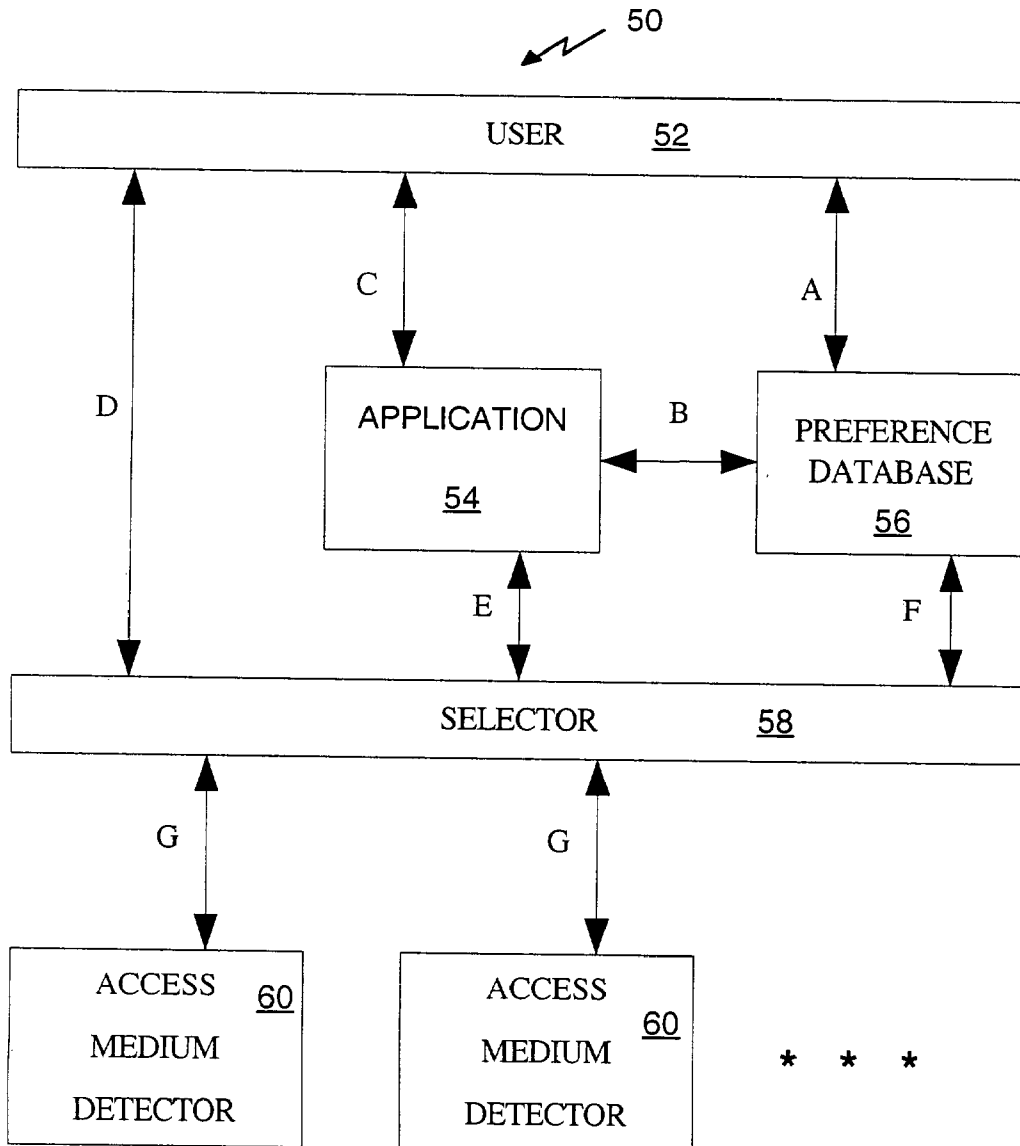 50
USER 52
C
A
D
APPLICATION
54
B
PREFERENCE
DATABASE
56
E
F
SELECTOR 58
G
G
ACCESS
MEDIUM
DETECTOR
60
ACCESS
MEDIUM
DETECTOR
60
* * *